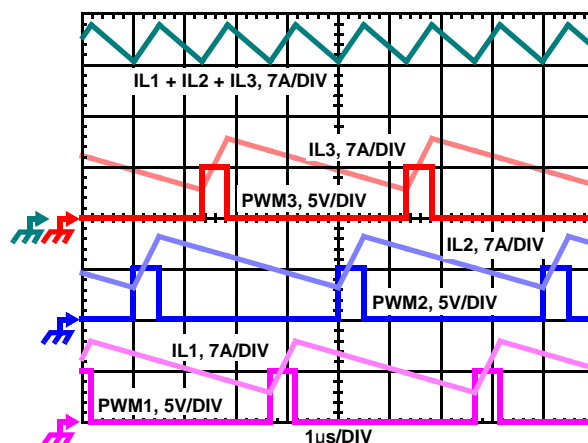 IL1 + IL2 + IL3, 7A/DIV
IL3, 7A/DIV
PWM3, 5V/DIV
IL2, 7A/DIV
PWM2, 5V/DIV
IL1, 7A/DIV
PWM1, 5V/DIV
1µs/DIV